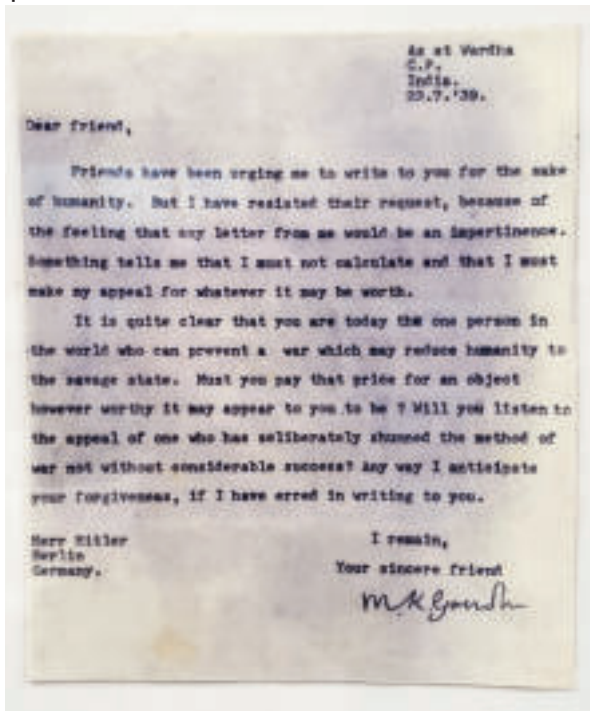 As at Wardha
C.P.
India.
23.7.'39.
Dear friend,
Friends have been urging me to write to you for the sake
of humanity. But I have resisted their request, because of
the feeling that any letter from me would be an impertinence.
Something tells me that I must not calculate and that I must
make my appeal for whatever it may be worth.
It is quite clear that you are today the one person in
the world who can prevent a war which may reduce humanity to
the savage state. Must you pay that price for an object
however worthy it may appear to you to be ? Will you listen to
the appeal of one who has seliberately shunned the method of
war not without considerable success? Any way I anticipate
your forgiveness, if I have erred in writing to you.
Herr Hitler
Berlin
Germany.
I remain,
Your sincere friend
M K Gandhi